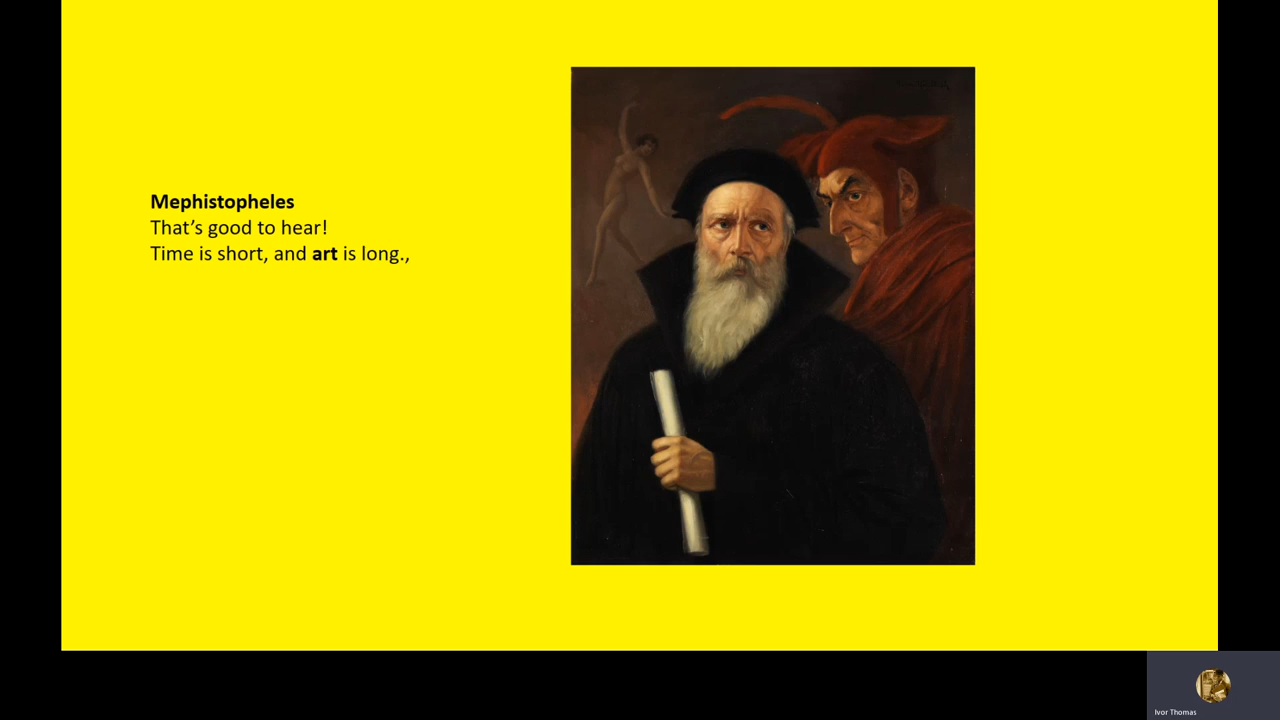 Mephistopheles
That’s good to hear!
Time is short, and art is long.,
Ivor Thomas